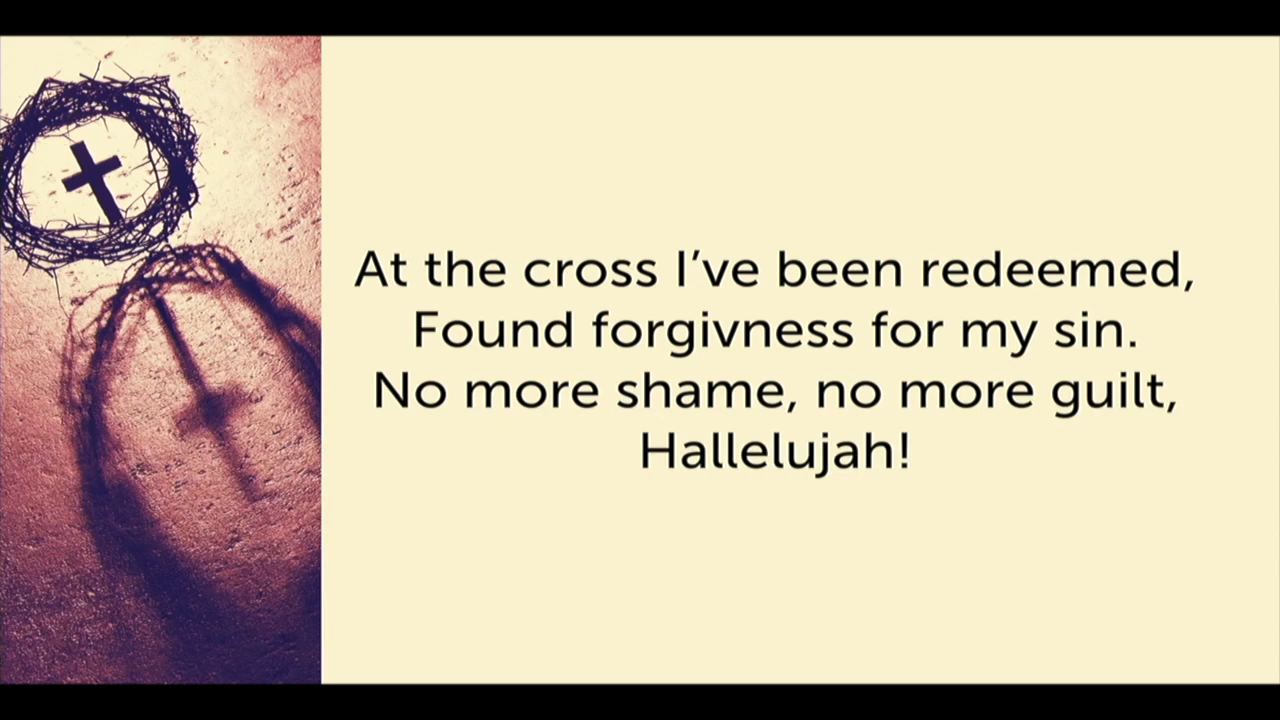 At the cross I’ve been redeemed,
Found forgivness for my sin.
No more shame, no more guilt,
Hallelujah!